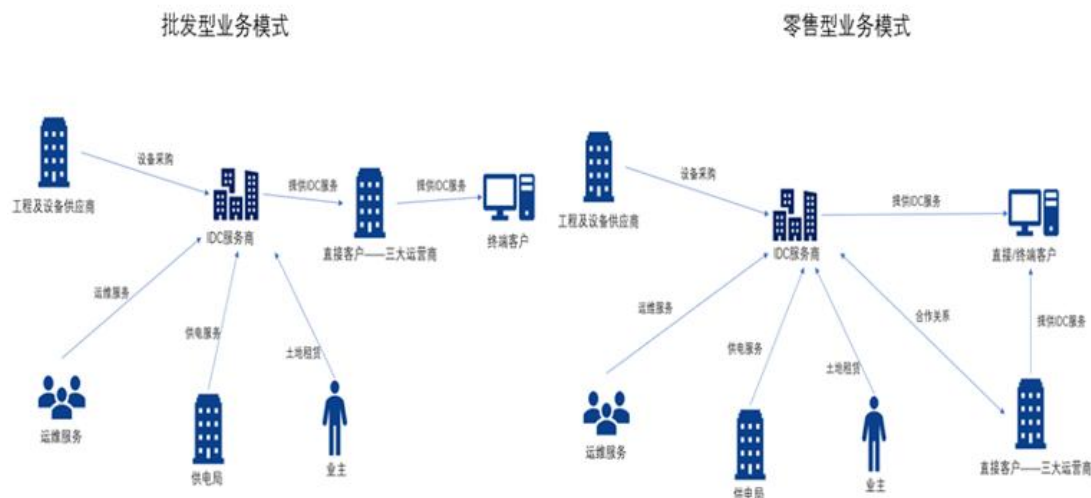 批发型业务模式
零售型业务模式
设备采购
工程及设备供应商
提供IDC服务
提供IDC服务
IDC服务商
直接客户——三大运营商
终端客户
运维服务
供电服务
土地租赁
运维服务
供电局
业主
设备采购
工程及设备供应商
提供IDC服务
IDC服务商
直接/终端客户
运维服务
供电服务
土地租赁
合作关系
提供IDC服务
运维服务
供电局
业主
直接客户——三大运营商